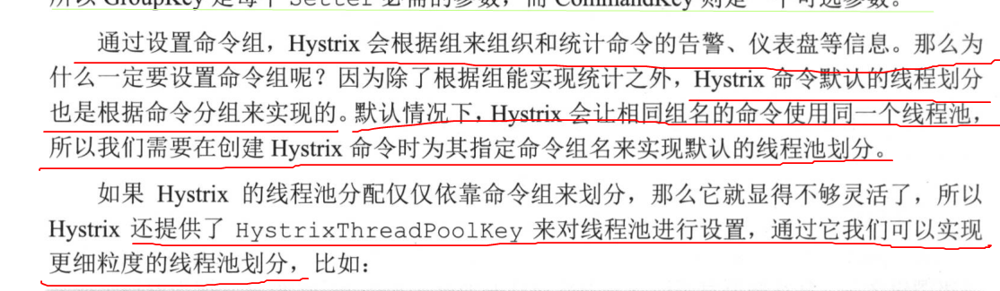 所以 GroupKey 是每个 Setter 必需的参数，而 CommandKey 则是一个可选参数。
通过设置命令组，Hystrix 会根据组来组织和统计命令的告警、仪表盘等信息。那么为
什么一定要设置命令组呢？因为除了根据组能实现统计之外，Hystrix 命令默认的线程划分
也是根据命令分组来实现的。默认情况下，Hystrix 会让相同组名的命令使用同一个线程池，
所以我们需要在创建 Hystrix 命令时为其指定命令组名来实现默认的线程池划分。
如果 Hystrix 的线程池分配仅仅依靠命令组来划分，那么它就显得不够灵活了，所以
Hystrix 还提供了 HystrixThreadPoolKey 来对线程池进行设置，通过它我们可以实现
更细粒度的线程池划分，比如：